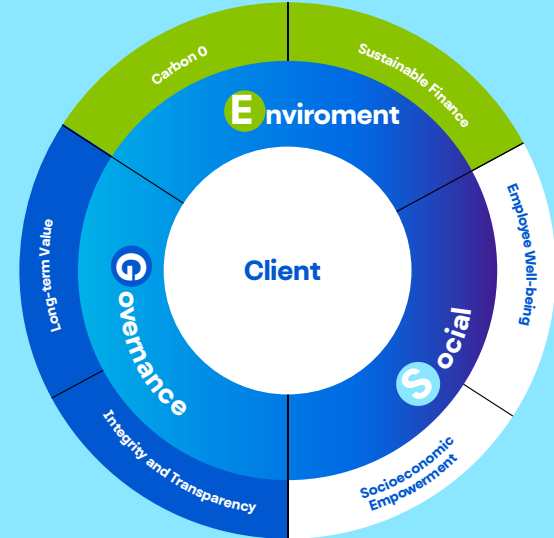 Carbon 0
Sustainable Finance
Enviroment
Employee Well-being
Social
Socioeconomic
Empowerment
Integrity and Transparency
Governance
Long-term Value
Client